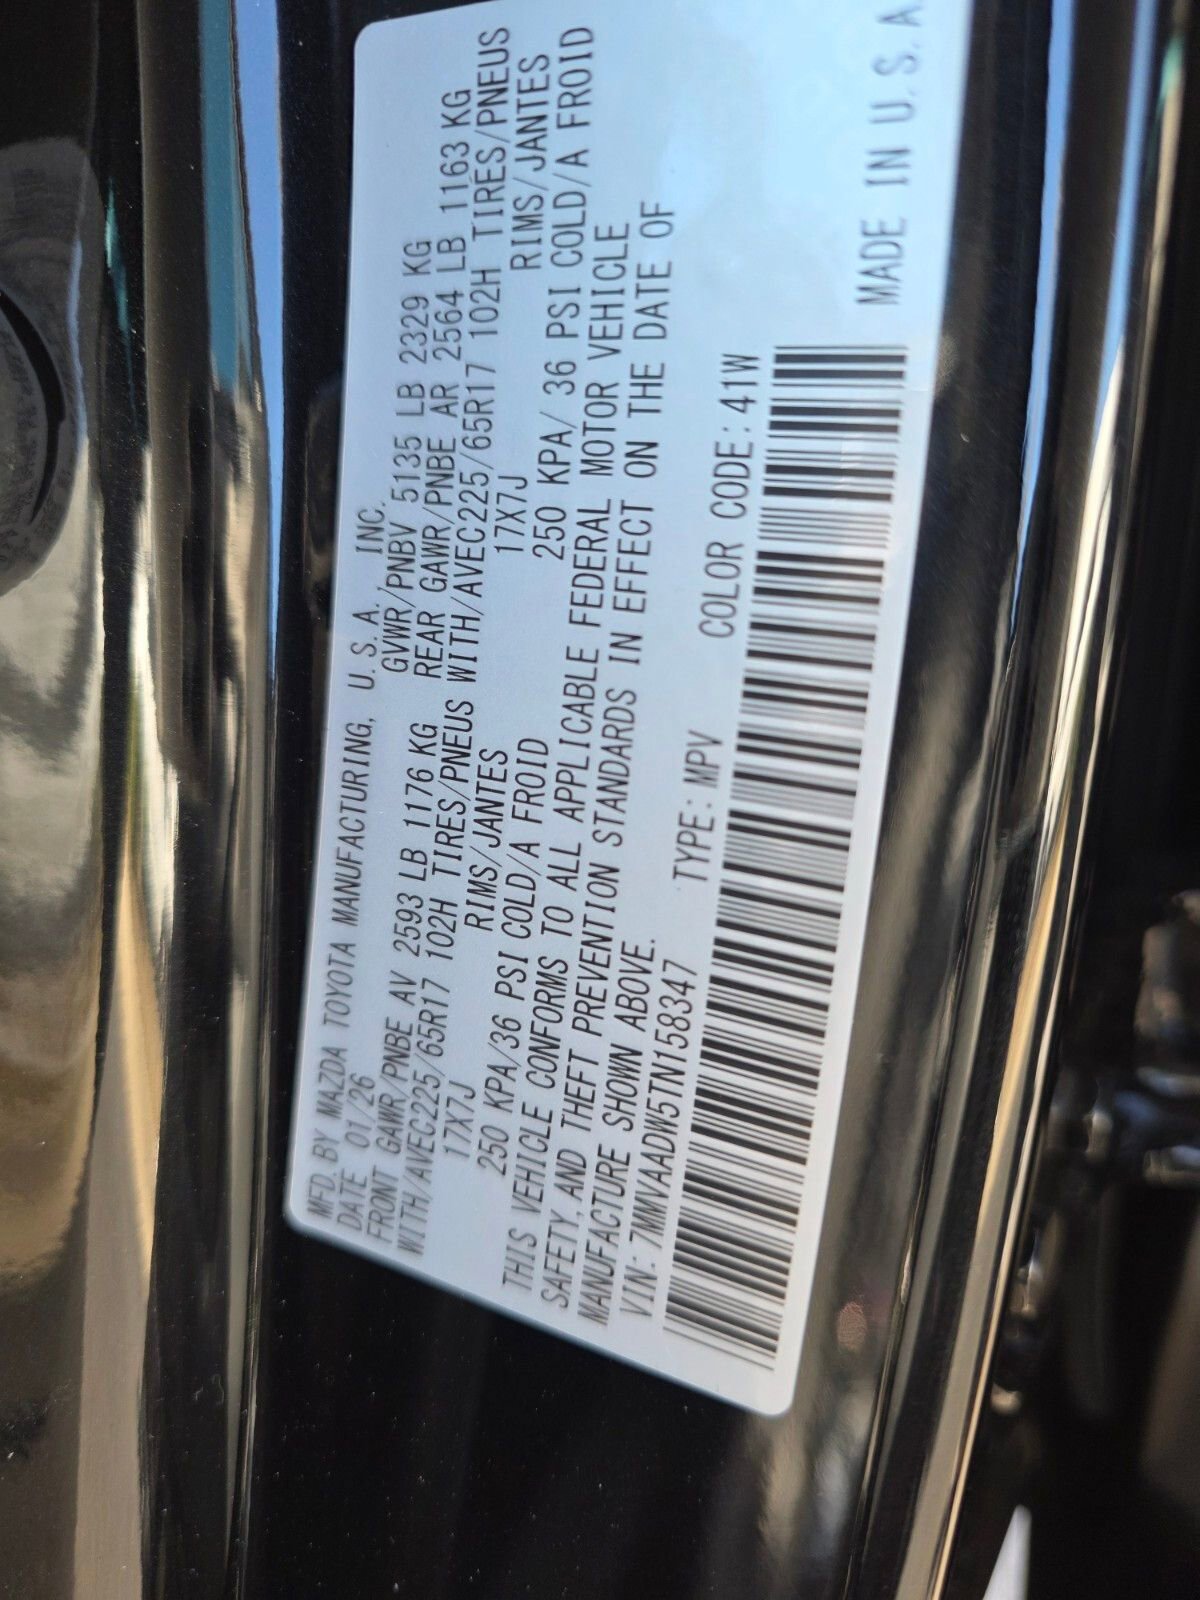 MFD. BY MAZDA TOYOTA MANUFACTURING, U.S.A. INC.
DATE 01/26 GVWR/PNBV 5135 LB 2329 KG
FRONT GAWR/PNBE AV 2593 LB 1176 KG REAR GAWR/PNBE AR 2564 LB 1163 KG
WITH/AVEC225/65R17 102H TIRES/PNEUS WITH/AVEC225/65R17 102H TIRES/PNEUS
17X7J RIMS/JANTES 17X7J RIMS/JANTES
250 KPA/36 PSI COLD/A FROID 250 KPA/ 36 PSI COLD/A FROID
THIS VEHICLE CONFORMS TO ALL APPLICABLE FEDERAL MOTOR VEHICLE
SAFETY, AND THEFT PREVENTION STANDARDS IN EFFECT ON THE DATE OF
MANUFACTURE SHOWN ABOVE.
VIN: 7MMVAADW5TN158347 TYPE: MPV COLOR CODE: 41W
MADE IN U.S.A